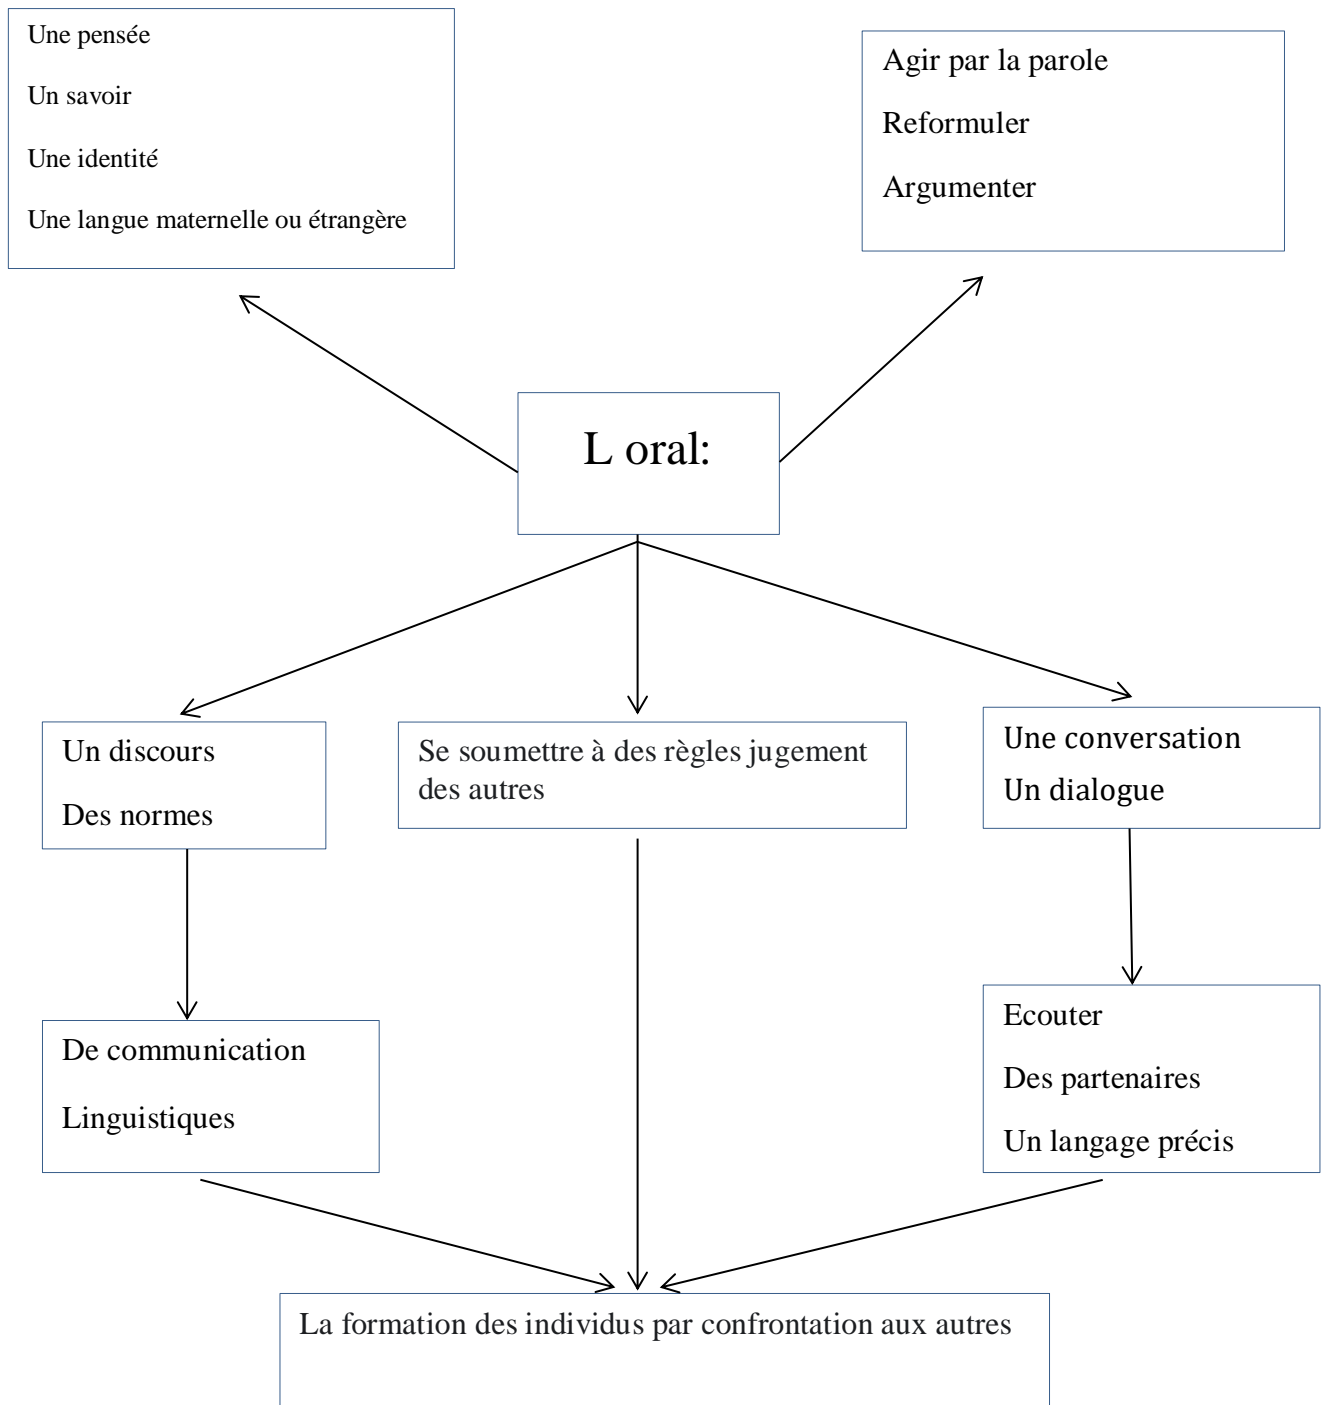 Une pensée
Un savoir
Une identité
Une langue maternelle ou étrangère
Agir par la parole
Reformuler
Argumenter
L oral:
Un discours
Des normes
Se soumettre à des règles jugement
des autres
Une conversation
Un dialogue
De communication
Linguistiques
Ecouter
Des partenaires
Un langage précis
La formation des individus par confrontation aux autres